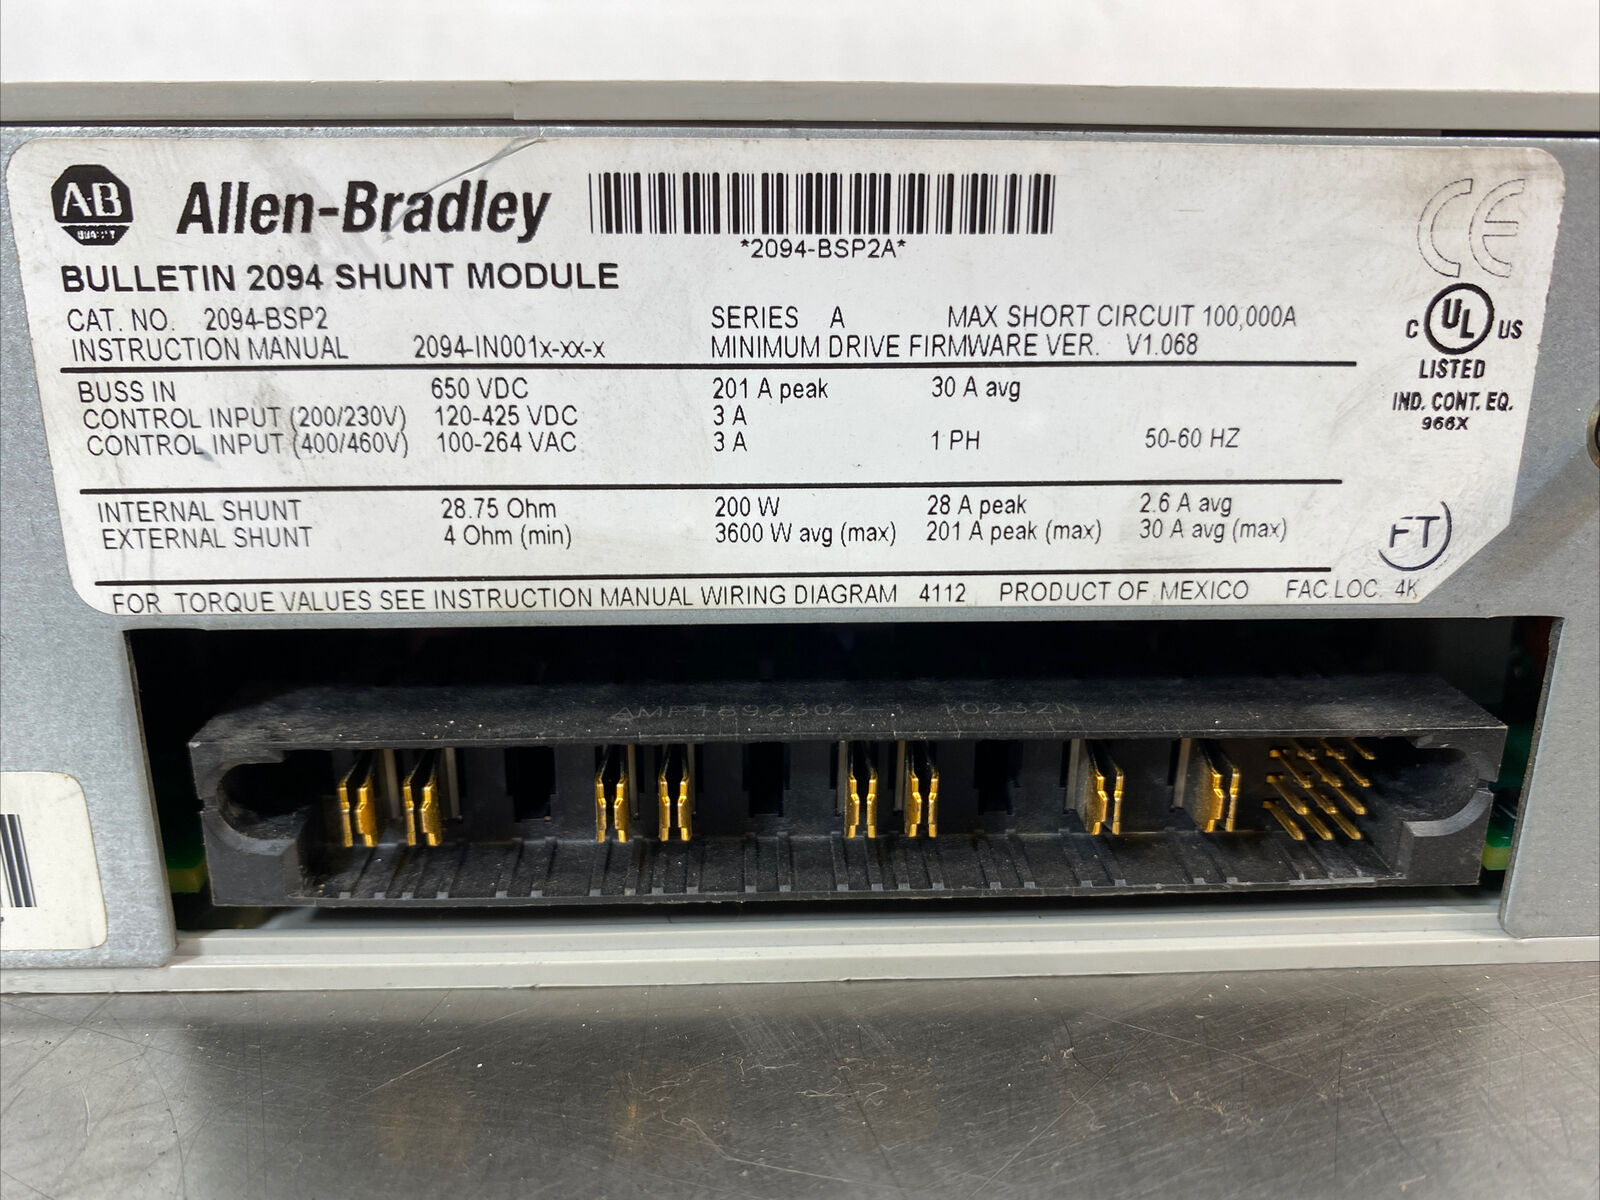 A-B
QUALITY
Allen-Bradley
*2094-BSP2A*
CE
BULLETIN 2094 SHUNT MODULE
CAT. NO. 2094-BSP2 SERIES A MAX SHORT CIRCUIT 100,000A
INSTRUCTION MANUAL 2094-IN001x-xx-x MINIMUM DRIVE FIRMWARE VER. V1.068
C UL US
LISTED
IND. CONT. EQ.
966X
BUSS IN 650 VDC 201 A peak 30 A avg
CONTROL INPUT (200/230V) 120-425 VDC 3 A
CONTROL INPUT (400/460V) 100-264 VAC 3 A 1 PH 50-60 HZ
INTERNAL SHUNT 28.75 Ohm 200 W 28 A peak 2.6 A avg
EXTERNAL SHUNT 4 Ohm (min) 3600 W avg (max) 201 A peak (max) 30 A avg (max)
FT
FOR TORQUE VALUES SEE INSTRUCTION MANUAL WIRING DIAGRAM 4112 PRODUCT OF MEXICO FAC.LOC. 4K
AMP1892302-1 10232N